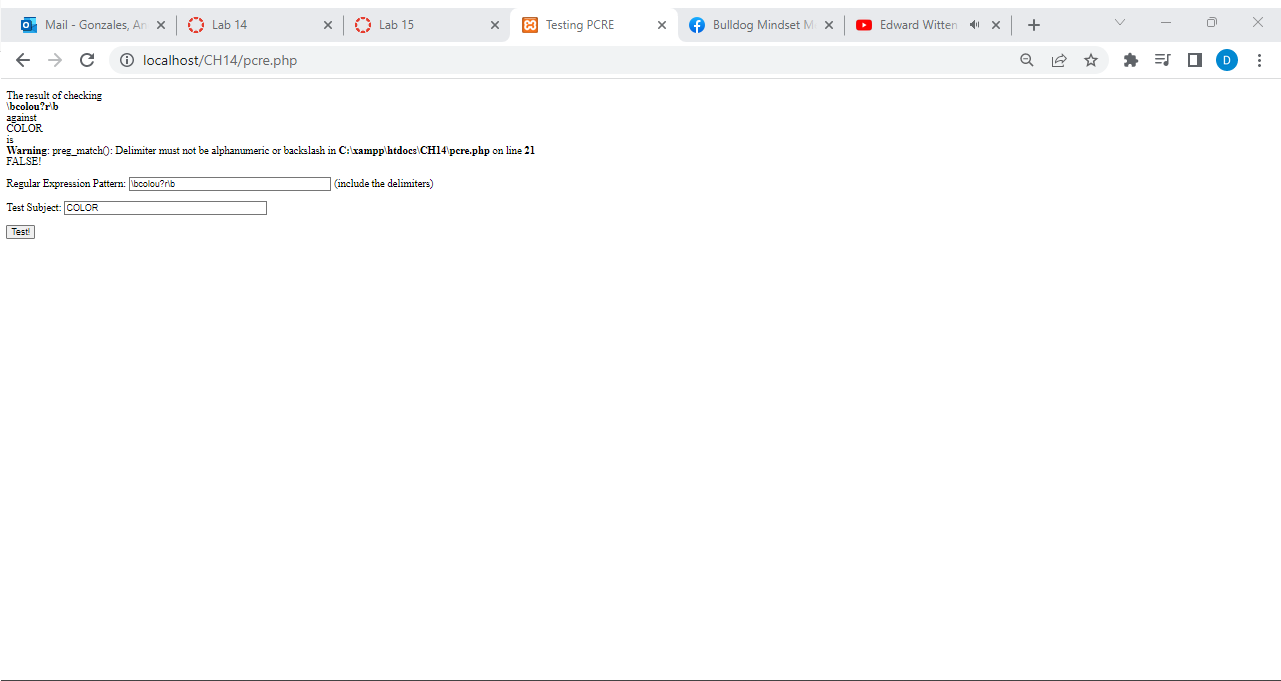 Mail - Gonzales, An
Lab 14
Lab 15
Testing PCRE
Bulldog Mindset M
Edward Witten
localhost/CH14/pcre.php
D
The result of checking
\bcolou?r\b
against
COLOR
is
Warning: preg_match(): Delimiter must not be alphanumeric or backslash in C:\xampp\htdocs\CH14\pcre.php on line 21
FALSE!
Regular Expression Pattern: \bcolou?r\b (include the delimiters)
Test Subject: COLOR
Test!